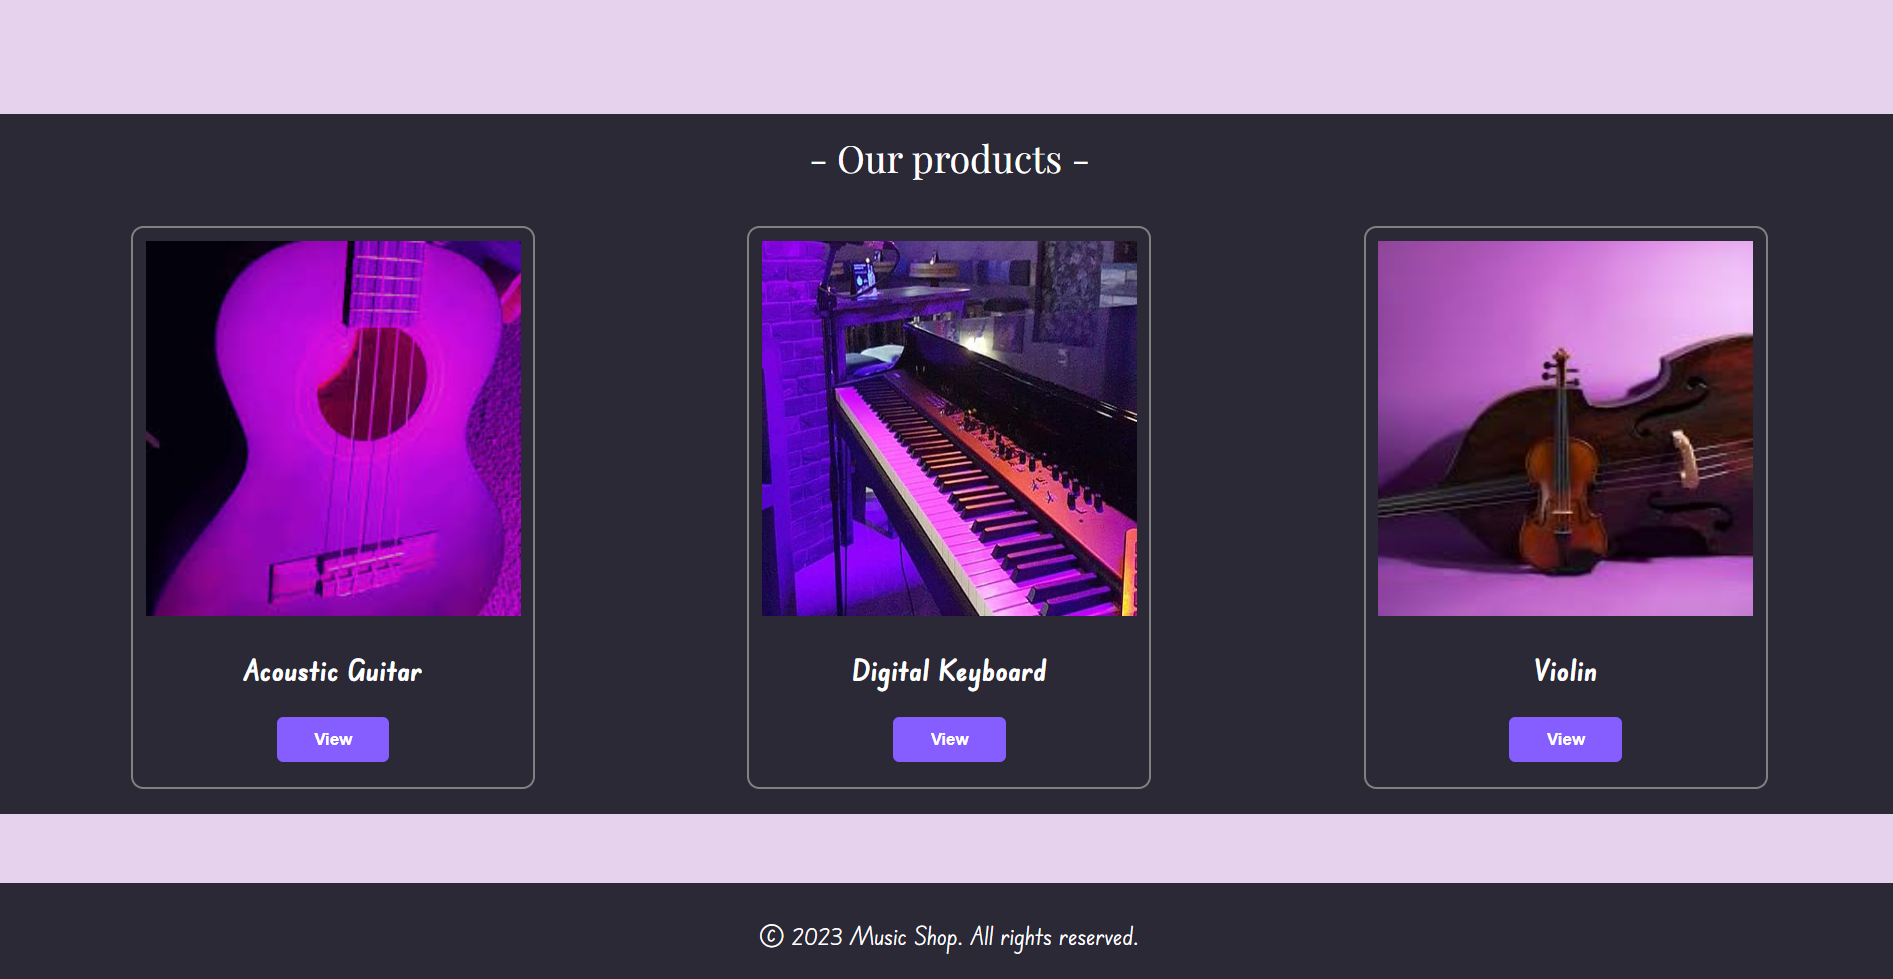 - Our products -
Acoustic Guitar
Digital Keyboard
Violin
View
View
View
© 2023 Music Shop. All rights reserved.